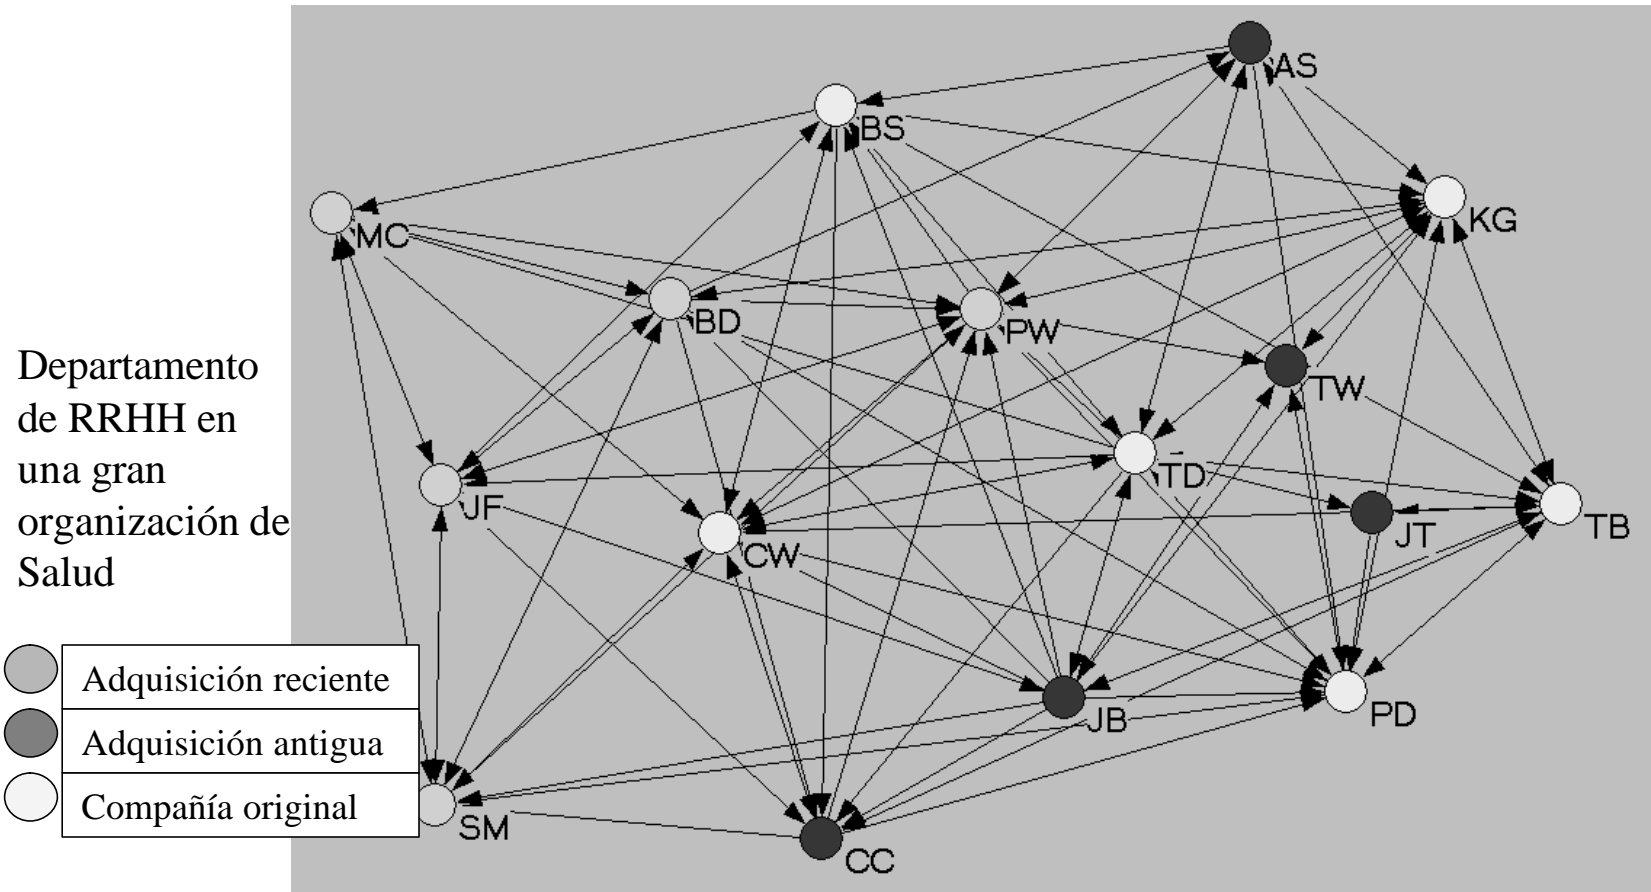 AS
BS
KG
MC
BD
PW
TW
Departamento
de RRHH en
una gran
organización de
Salud
TD
JF
JT
TB
CW
Adquisición reciente
Adquisición antigua
Compañía original
JB
PD
SM
CC